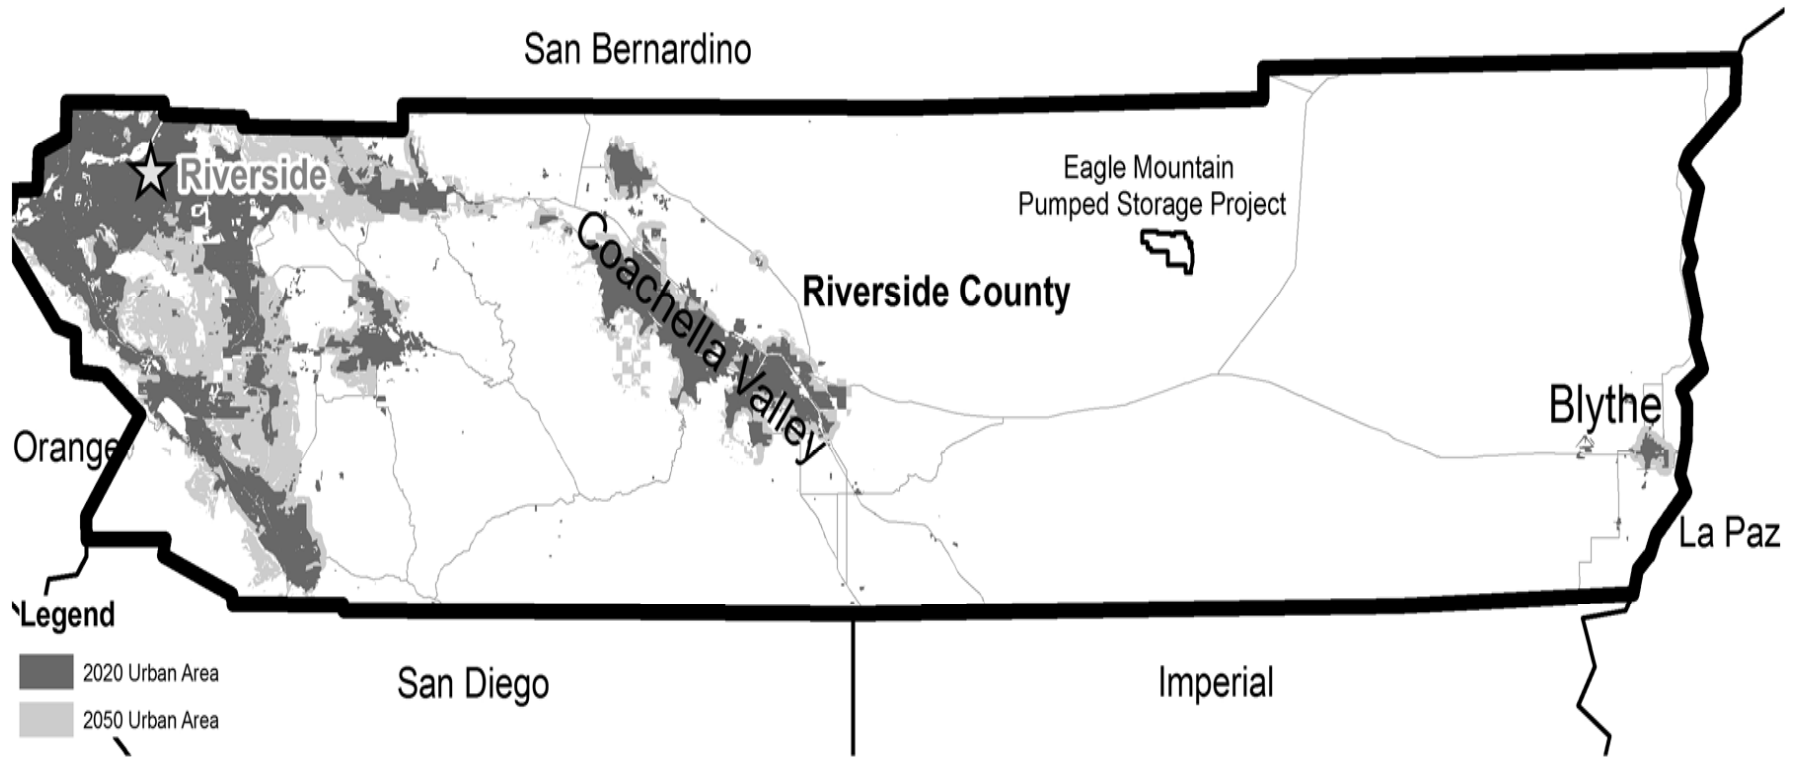 San Bernardino
Riverside
Eagle Mountain
Pumped Storage Project
Coachella Valley
Riverside County
Blythe
Orange
La Paz
Legend
2020 Urban Area
2050 Urban Area
San Diego
Imperial